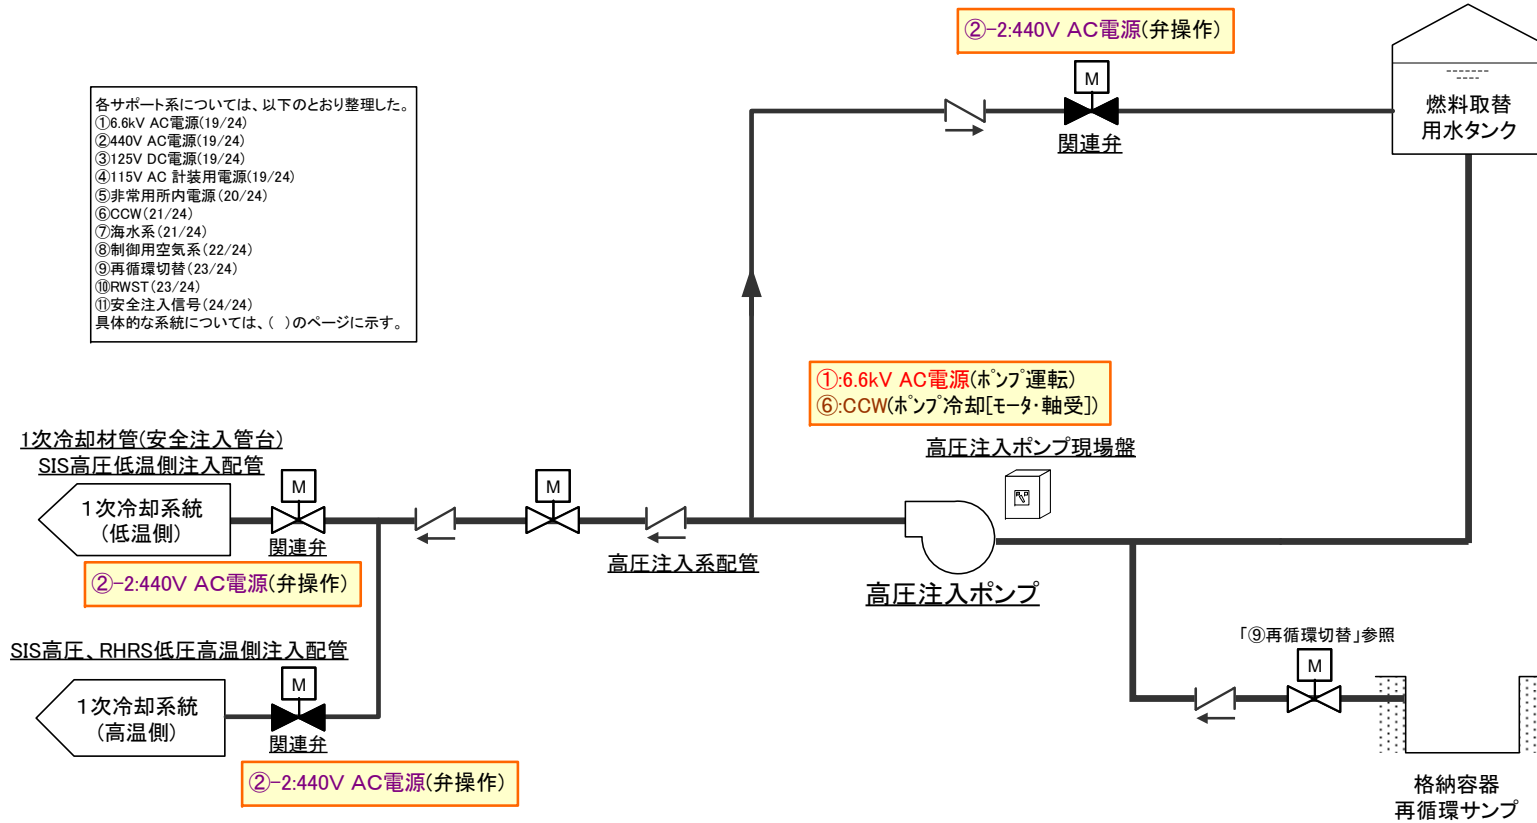 ②-2:440V AC電源(弁操作)
M
関連弁
燃料取替
用水タンク
各サポート系については、以下のとおり整理した。
①6.6kV AC電源(19/24)
②440V AC電源(19/24)
③125V DC電源(19/24)
④115V AC 計装用電源(19/24)
⑤非常用所内電源(20/24)
⑥CCW(21/24)
⑦海水系(21/24)
⑧制御用空気系(22/24)
⑨再循環切替(23/24)
⑩RWST(23/24)
⑪安全注入信号(24/24)
具体的な系統については、( )のページに示す。
①:6.6kV AC電源(ポンプ運転)
⑥:CCW(ポンプ冷却[モータ・軸受])
高圧注入ポンプ現場盤
高圧注入ポンプ
1次冷却材管(安全注入管台)
SIS高圧低温側注入配管
M
M
1次冷却系統
(低温側)
関連弁
高圧注入系配管
②-2:440V AC電源(弁操作)
SIS高圧、RHRS低圧高温側注入配管
M
1次冷却系統
(高温側)
関連弁
②-2:440V AC電源(弁操作)
「⑨再循環切替」参照
M
格納容器
再循環サンプ